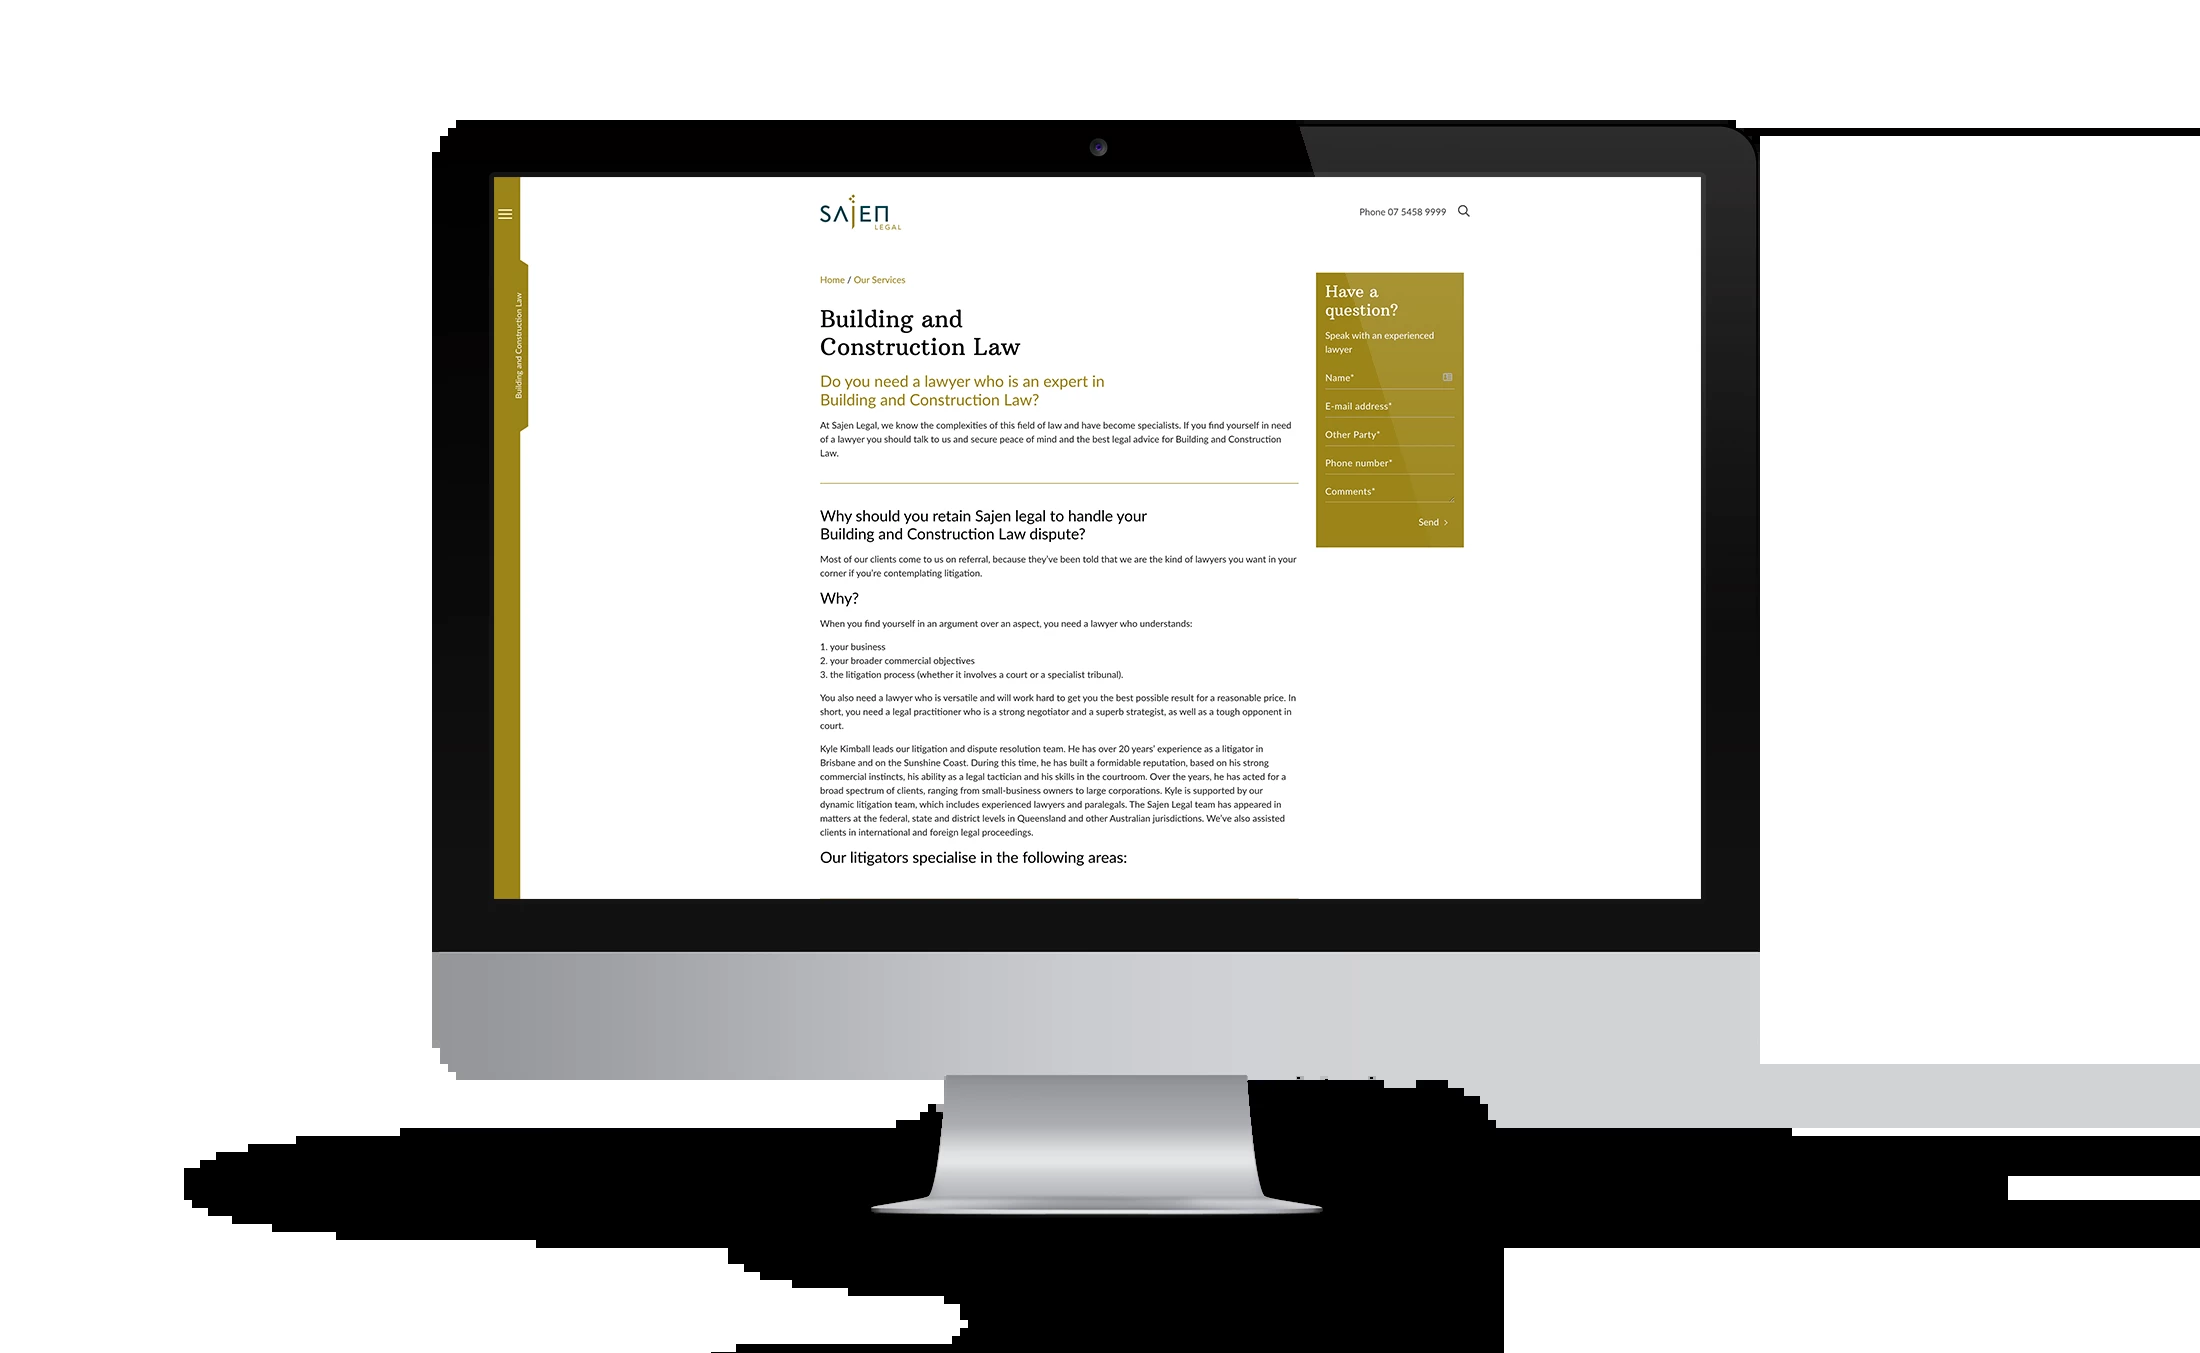 SAJEN
LEGAL
Phone 07 5458 9999
Building and Construction Law
Home / Our Services
Building and
Construction Law
Do you need a lawyer who is an expert in
Building and Construction Law?
At Sajen Legal, we know the complexities of this field of law and have become specialists. If you find yourself in need
of a lawyer you should talk to us and secure peace of mind and the best legal advice for Building and Construction
Law.
Why should you retain Sajen legal to handle your
Building and Construction Law dispute?
Most of our clients come to us on referral, because they've been told that we are the kind of lawyers you want in your
corner if you're contemplating litigation.
Why?
When you find yourself in an argument over an aspect, you need a lawyer who understands:
1. your business
2. your broader commercial objectives
3. the litigation process (whether it involves a court or a specialist tribunal).
You also need a lawyer who is versatile and will work hard to get you the best possible result for a reasonable price. In
short, you need a legal practitioner who is a strong negotiator and a superb strategist, as well as a tough opponent in
court.
Kyle Kimball leads our litigation and dispute resolution team. He has over 20 years' experience as a litigator in
Brisbane and on the Sunshine Coast. During this time, he has built a formidable reputation, based on his strong
commercial instincts, his ability as a legal tactician and his skills in the courtroom. Over the years, he has acted for a
broad spectrum of clients, ranging from small-business owners to large corporations. Kyle is supported by our
dynamic litigation team, which includes experienced lawyers and paralegals. The Sajen Legal team has appeared in
matters at the federal, state and district levels in Queensland and other Australian jurisdictions. We've also assisted
clients in international and foreign legal proceedings.
Our litigators specialise in the following areas:
Have a
question?
Speak with an experienced
lawyer
Name*
E-mail address*
Other Party*
Phone number*
Comments*
Send >